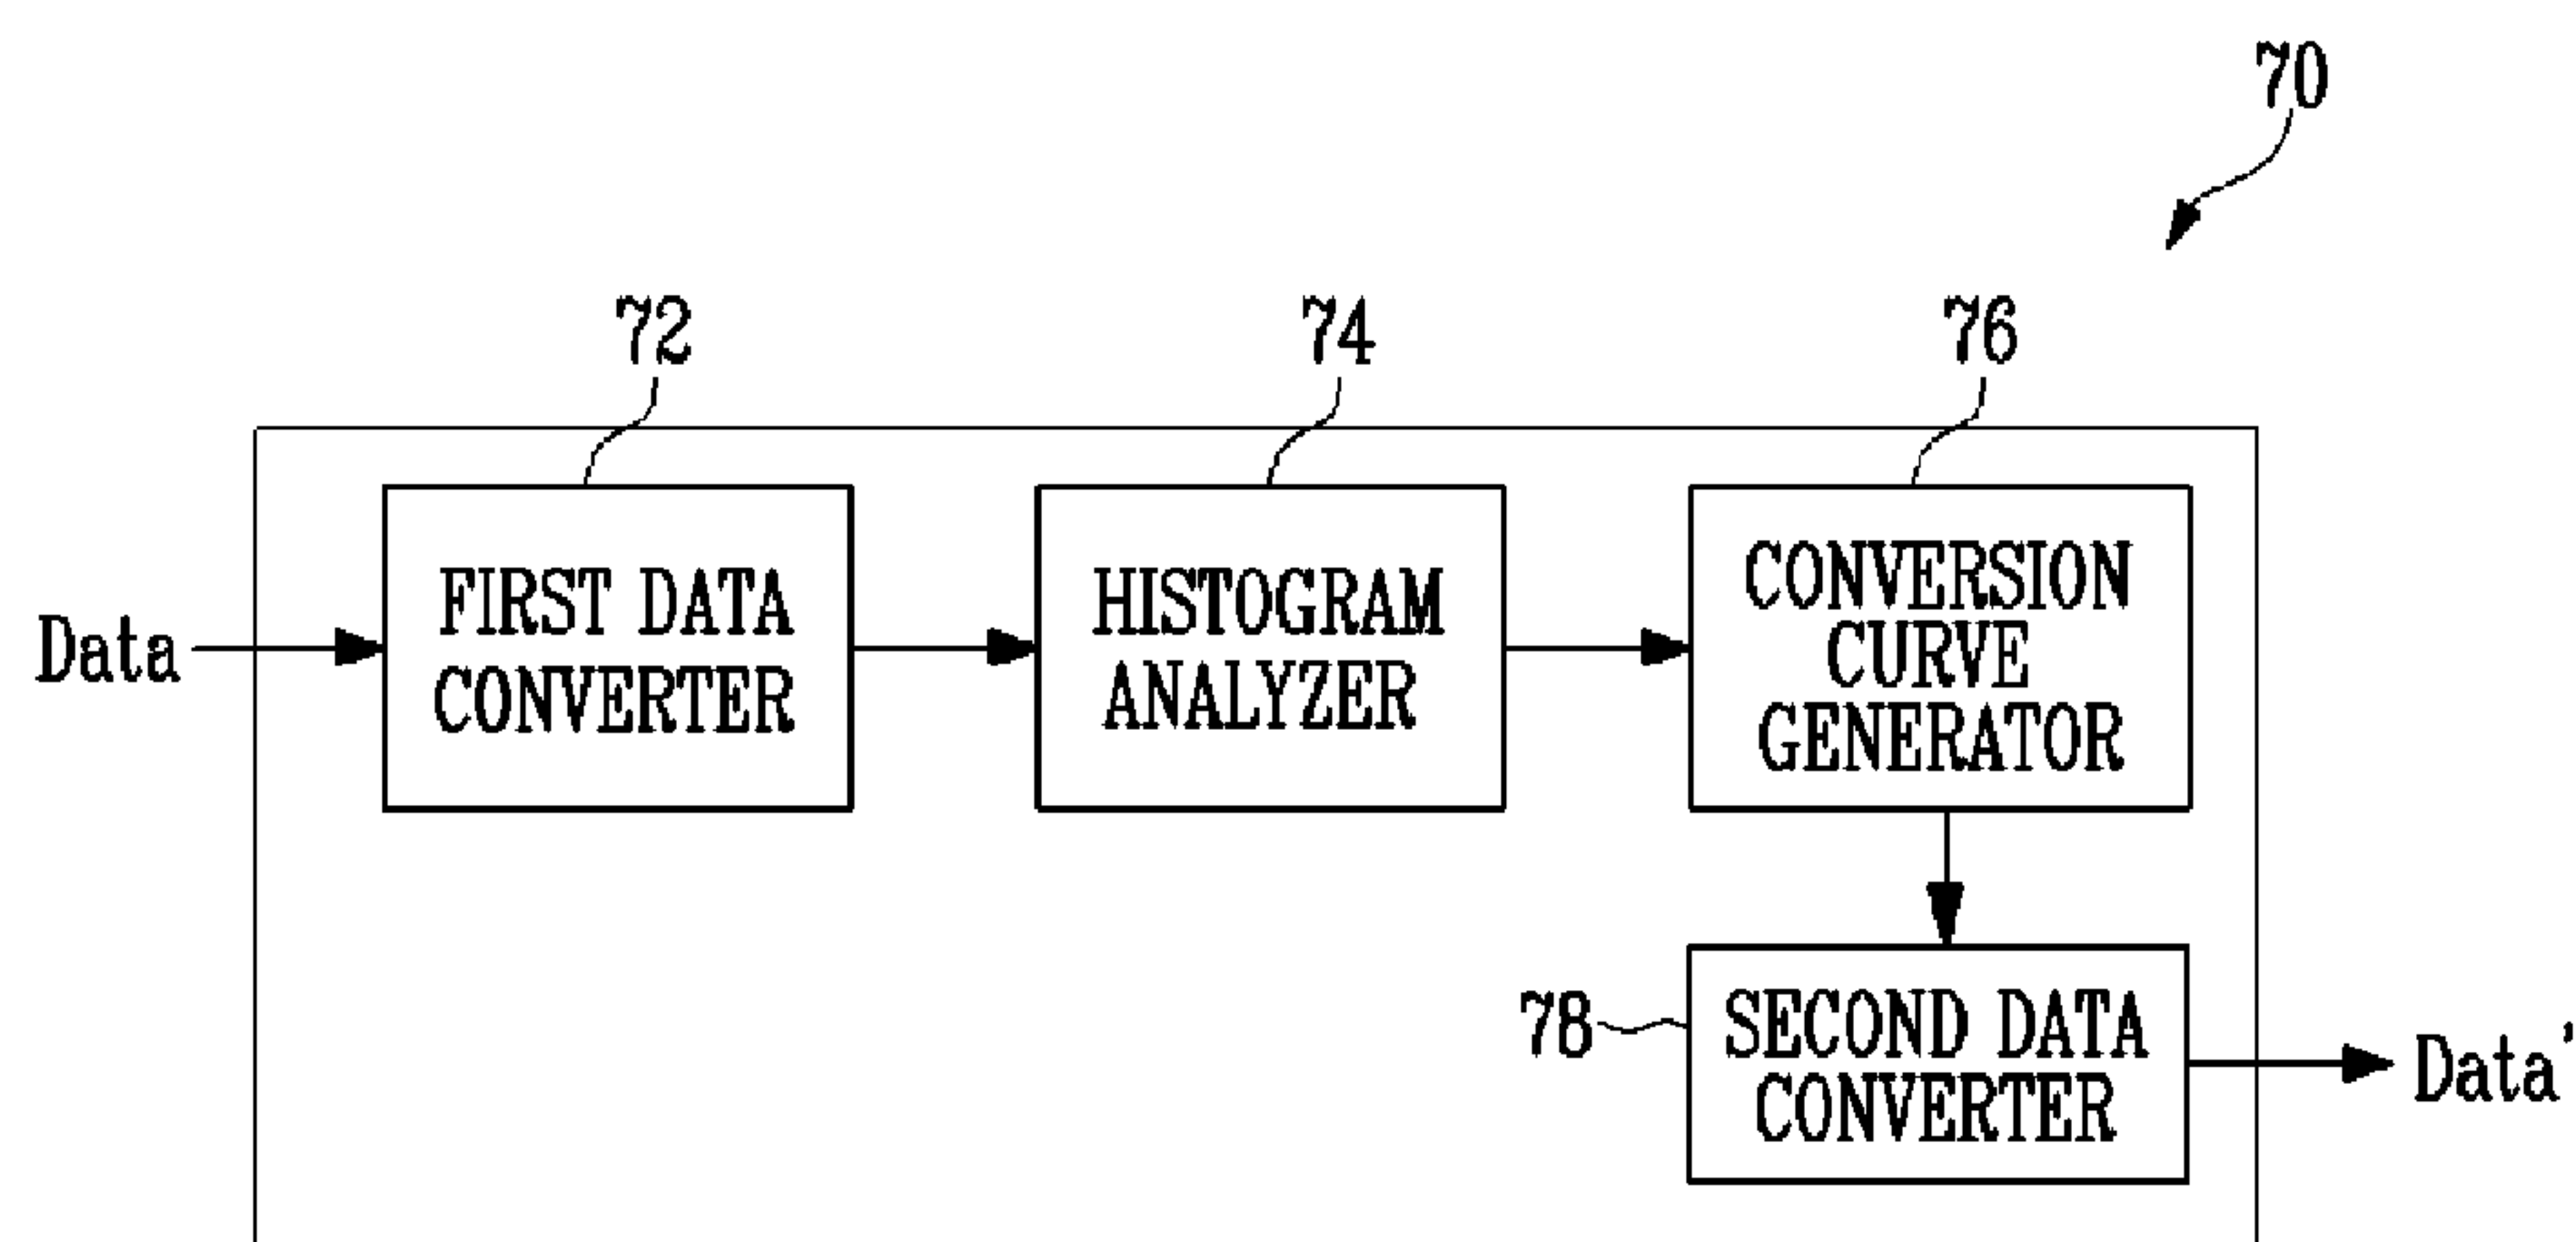 70
72
74
76
Data
FIRST DATA
CONVERTER
HISTOGRAM
ANALYZER
CONVERSION
CURVE
GENERATOR
78
SECOND DATA
CONVERTER
Data'